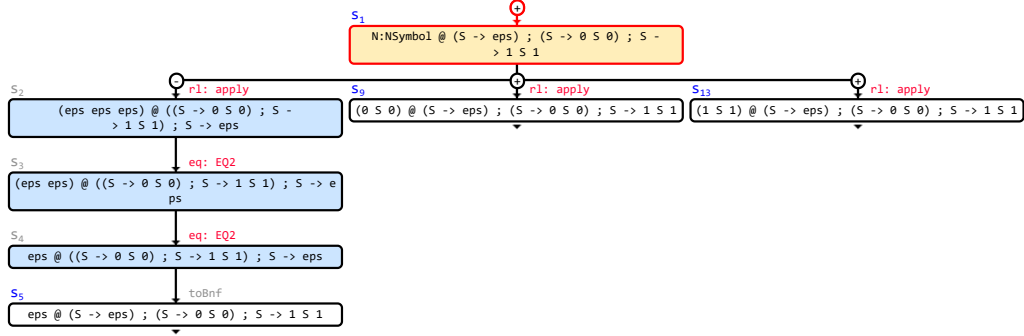 +
S1
N:NSymbol @ (S -> eps) ; (S -> 0 S 0) ; S -
> 1 S 1
-
+
+
S2
rl: apply
S9
rl: apply
S13
rl: apply
(eps eps eps) @ ((S -> 0 S 0) ; S -
> 1 S 1) ; S -> eps
(0 S 0) @ (S -> eps) ; (S -> 0 S 0) ; S -> 1 S 1
(1 S 1) @ (S -> eps) ; (S -> 0 S 0) ; S -> 1 S 1
S3
eq: EQ2
(eps eps) @ ((S -> 0 S 0) ; S -> 1 S 1) ; S -> e
ps
S4
eq: EQ2
eps @ ((S -> 0 S 0) ; S -> 1 S 1) ; S -> eps
S5
toBnf
eps @ (S -> eps) ; (S -> 0 S 0) ; S -> 1 S 1